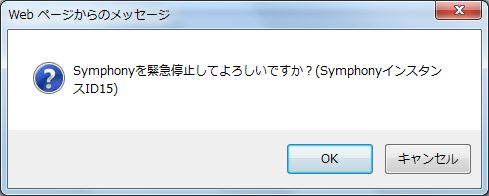 Web ページからのメッセージ
Symphonyを緊急停止してよろしいですか？(Symphonyインスタン
スID15)
OK
キャンセル